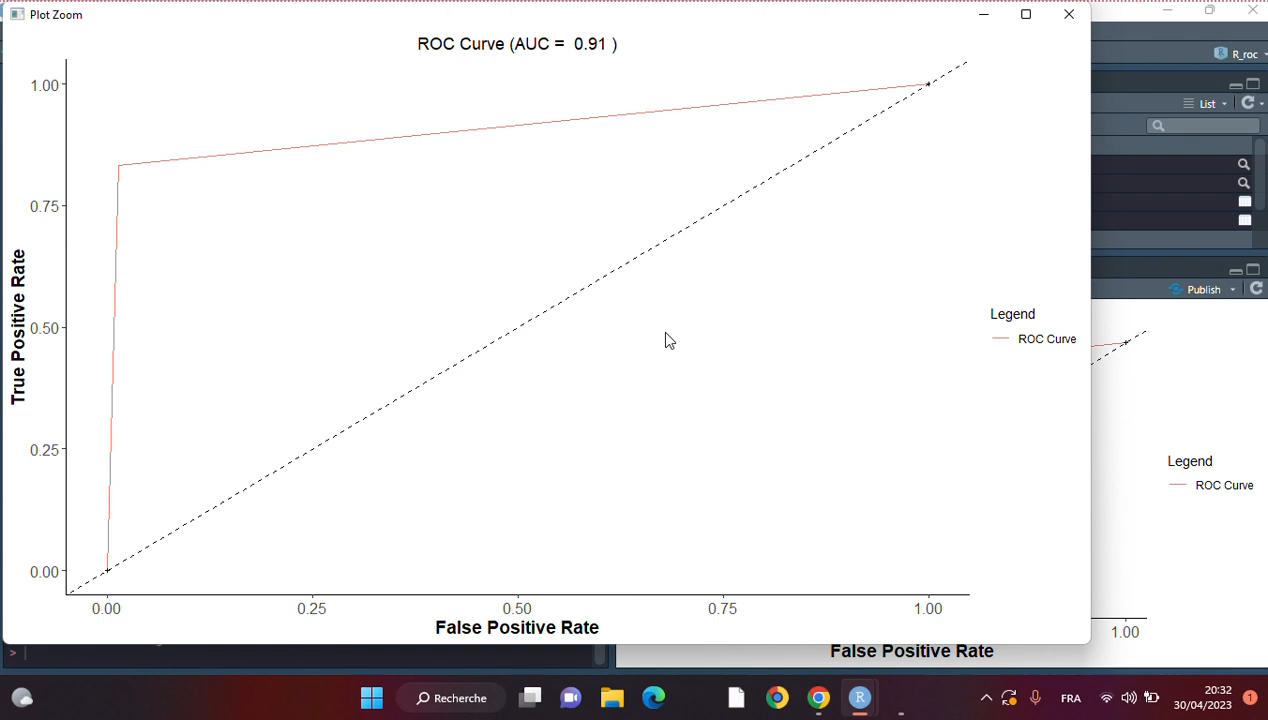 Plot Zoom
R_roc
ROC Curve (AUC = 0.91 )
List
1.00
0.75
0.50
0.25
0.00
True Positive Rate
Publish
Legend
ROC Curve
Legend
ROC Curve
0.00 0.25 0.50 0.75 1.00
False Positive Rate
1.00
False Positive Rate
>
Recherche
FRA
20:32
30/04/2023
1
R